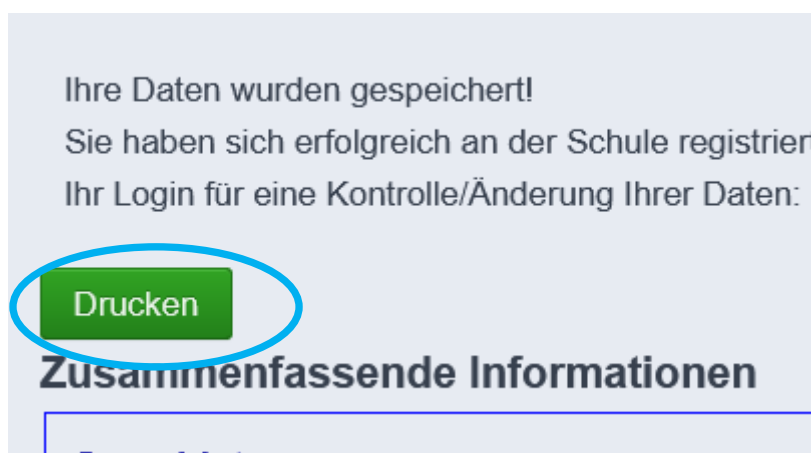 Ihre Daten wurden gespeichert!
Sie haben sich erfolgreich an der Schule registriert
Ihr Login für eine Kontrolle/Änderung Ihrer Daten:
Drucken
Zusammenfassende Informationen